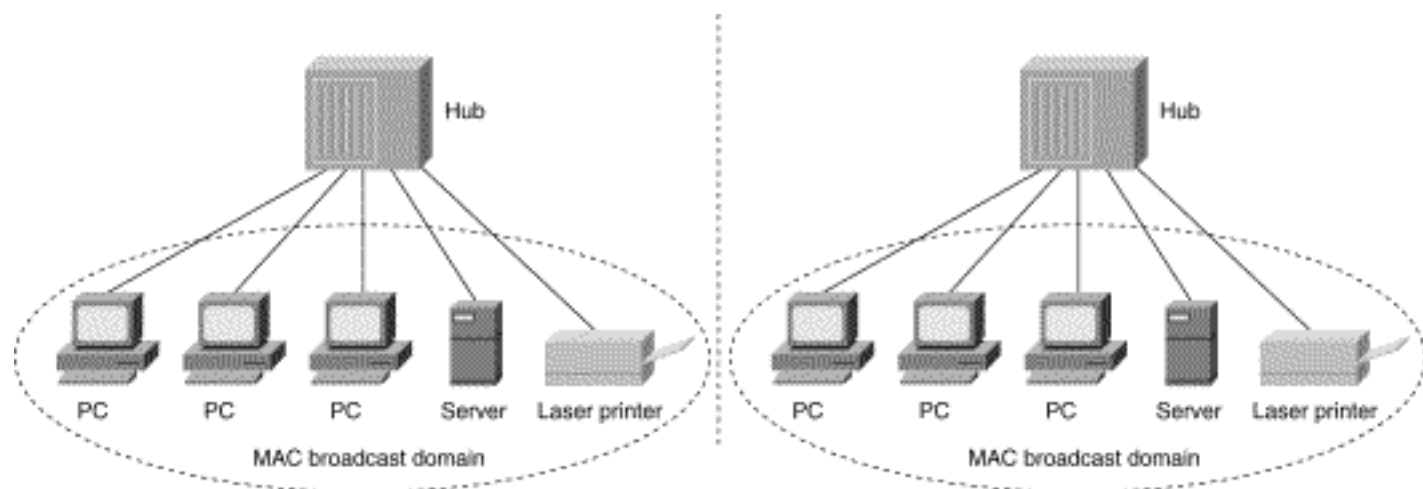 Hub
Hub
PC PC PC Server Laser printer
PC PC PC Server Laser printer
MAC broadcast domain
MAC broadcast domain